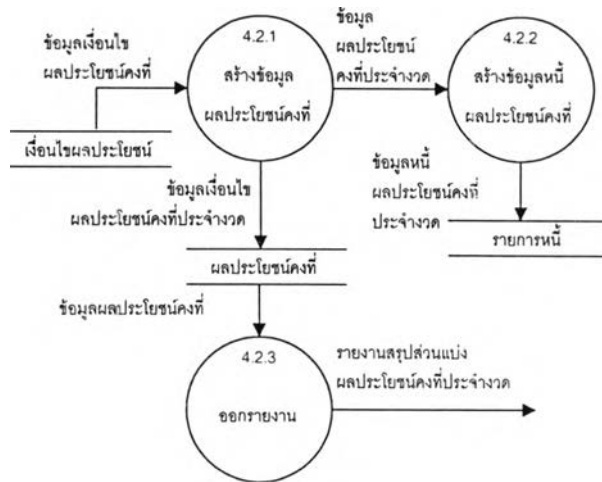 ข้อมูลเงื่อนไข
ผลประโยชน์คงที่
เงื่อนไขผลประโยชน์
4.2.1
สร้างข้อมูล
ผลประโยชน์คงที่
ข้อมูล
ผลประโยชน์
คงที่ประจำงวด
4.2.2
สร้างข้อมูลหนี้
ผลประโยชน์คงที่
ข้อมูลเงื่อนไข
ผลประโยชน์คงที่ประจำงวด
ข้อมูลหนี้
ผลประโยชน์คงที่
ประจำงวด
รายการหนี้
ผลประโยชน์คงที่
ข้อมูลผลประโยชน์คงที่
4.2.3
ออกรายงาน
รายงานสรุปส่วนแบ่ง
ผลประโยชน์คงที่ประจำงวด